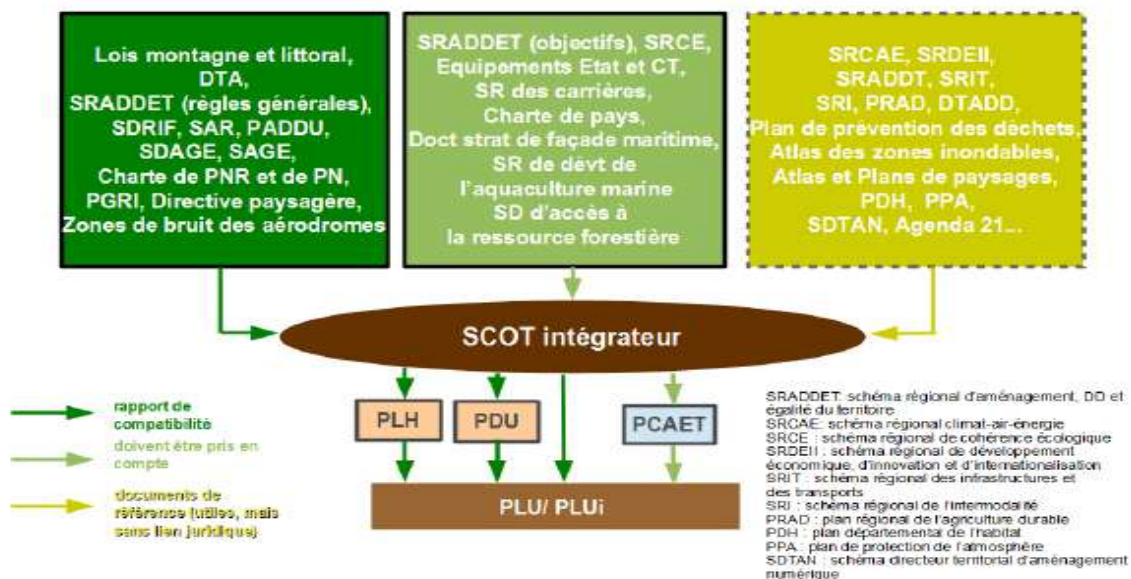 Lois montagne et littoral,
DTA,
SRADDET (règles générales),
SDRIF, SAR, PADDU,
SDAGE, SAGE,
Charte de PNR et de PN,
PGRI, Directive paysagère,
Zones de bruit des aérodromes
SRADDET (objectifs), SRCE,
Equipements Etat et CT,
SR des carrières,
Charte de pays,
Doct strat de façade maritime,
SR de dévt de
l'aquaculture marine
SD d'accès à
la ressource forestière
SRCAE, SRDEII,
SRADDT, SRIT,
SRI, PRAD, DTADD,
Plan de prévention des déchets,
Atlas des zones inondables,
Atlas et Plans de paysages,
PDH, PPA,
SDTAN, Agenda 21...
SCOT intégrateur
PLH
PDU
PCAET
PLU/ PLUi
rapport de
compatibilité
doivent être pris en
compte
documents de
référence (utiles, mais
sans lien juridique)
SRADDET: schéma régional d'aménagement, DD et
égalité du territoire
SRCAE: schéma régional climat-air-énergie
SRCE : schéma régional de cohérence écologique
SRDEII : schéma régional de développement
économique, d'innovation et d'internationalisation
SRIT : schéma régional des infrastructures et
des transports
SRI : schéma régional de l'intermodalité
PRAD : plan régional de l'agriculture durable
PDH : plan départemental de l'habitat
PPA : plan de protection de l'atmosphère
SDTAN : schéma directeur territorial d'aménagement
numérique